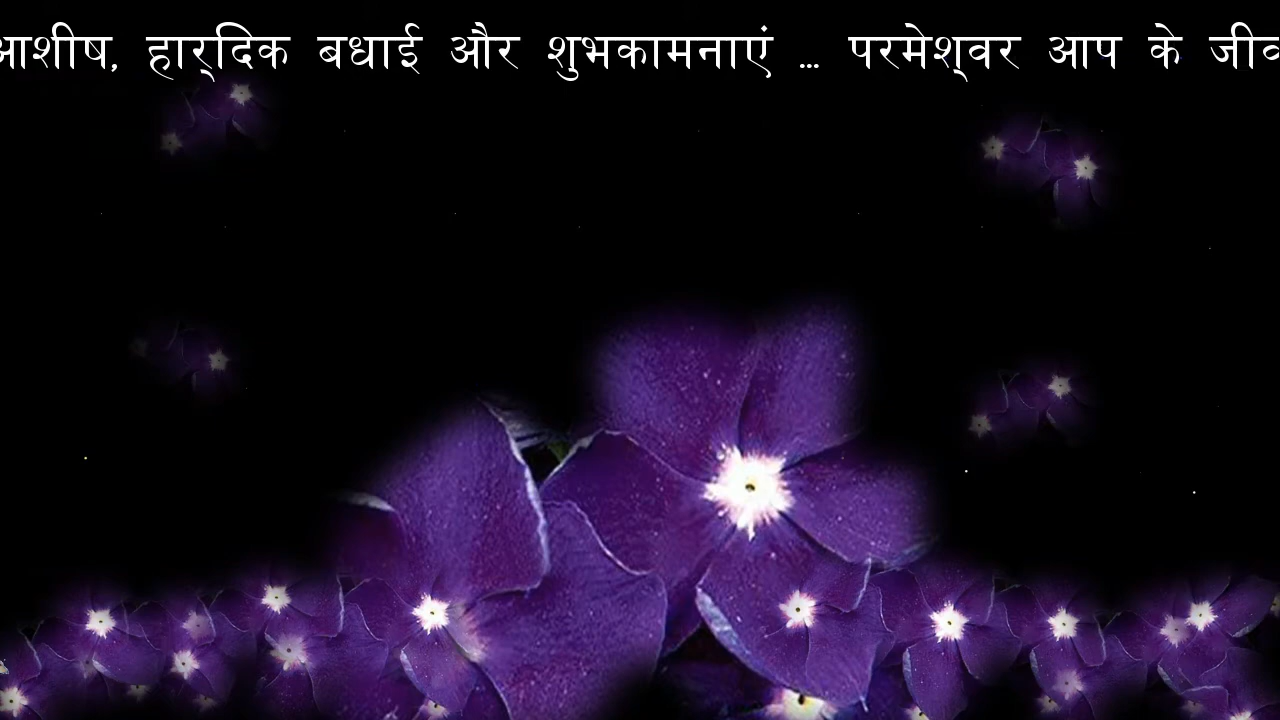 आशीष, हार्‌दिक बधाई और शुभकामनाएं ... परमेश्‌वर आप के